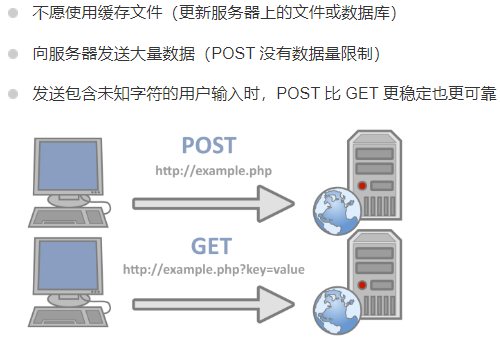 不愿使用缓存文件（更新服务器上的文件或数据库）
向服务器发送大量数据（POST 没有数据量限制）
发送包含未知字符的用户输入时，POST 比 GET 更稳定也更可靠
POST
http://example.php
GET
http://example.php?key=value